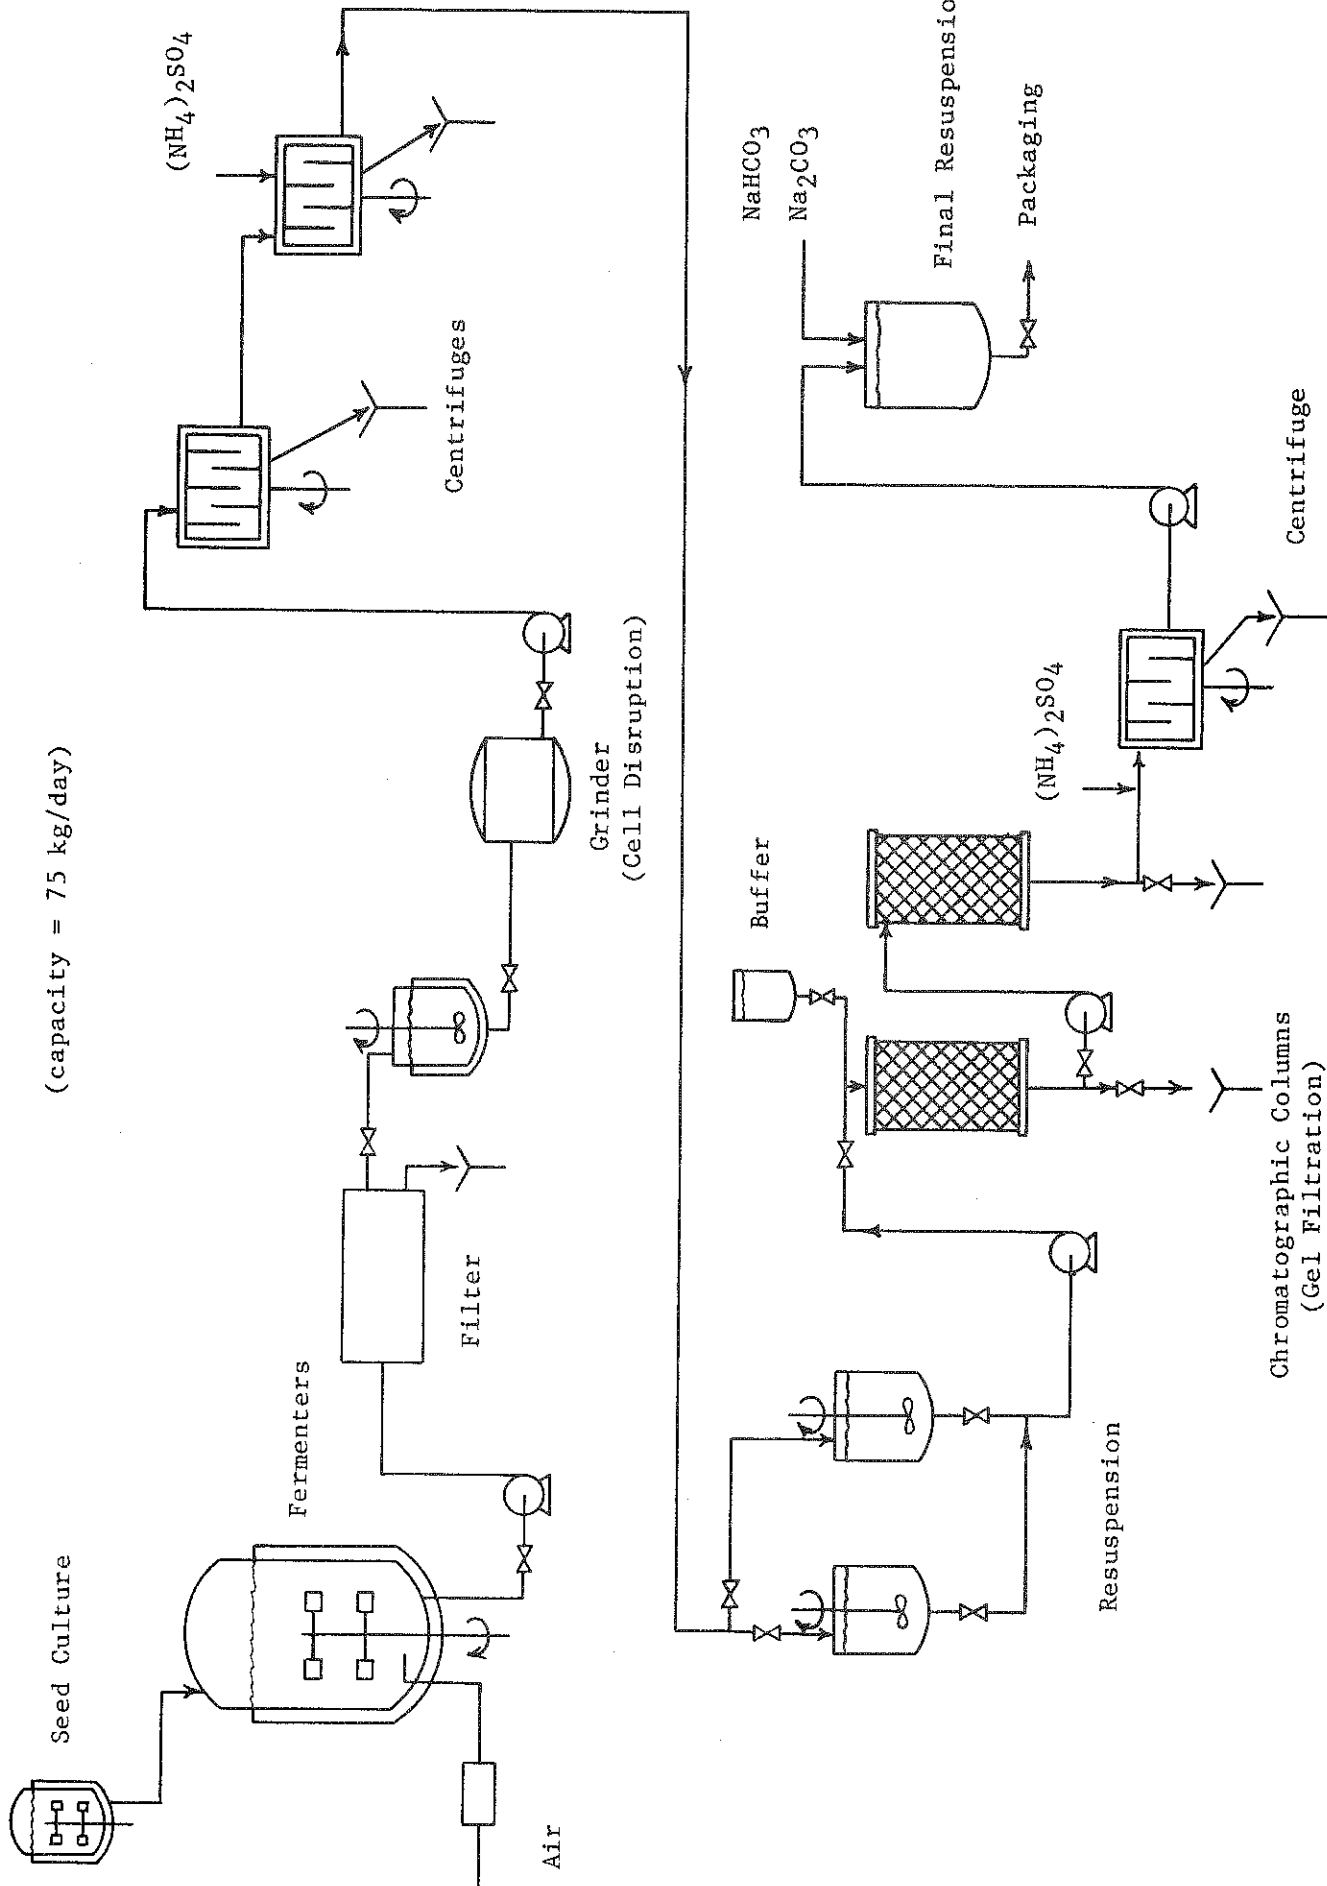 (capacity = 75 kg/day)
Seed Culture
Air
Fermenters
Filter
Grinder
(Cell Disruption)
Centrifuges
(NH4)2SO4
Resuspension
Buffer
Chromatographic Columns
(Gel Filtration)
(NH4)2SO4
Centrifuge
NaHCO3
Na2CO3
Final Resuspensio
Packaging